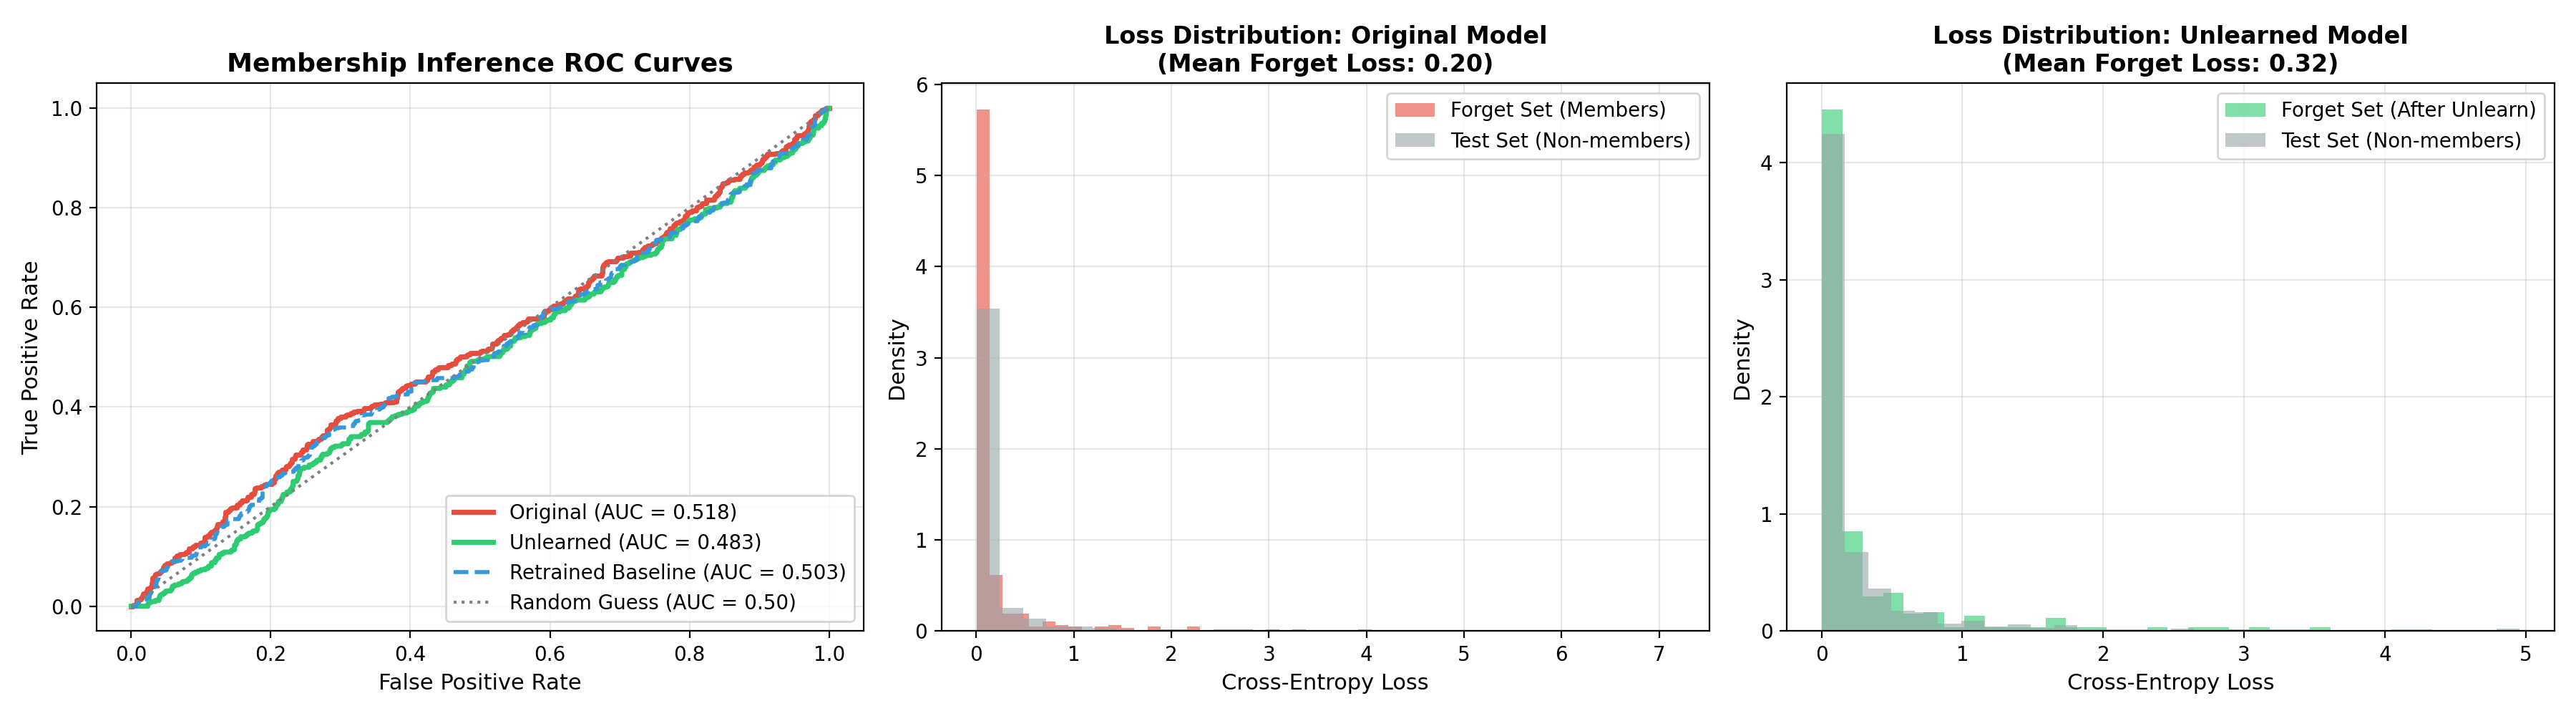 Membership Inference ROC Curves
True Positive Rate
1.0
0.8
0.6
0.4
0.2
0.0
Original (AUC = 0.518)
Unlearned (AUC = 0.483)
Retrained Baseline (AUC = 0.503)
Random Guess (AUC = 0.50)
0.0 0.2 0.4 0.6 0.8 1.0
False Positive Rate
Loss Distribution: Original Model
(Mean Forget Loss: 0.20)
Density
6
5
4
3
2
1
0
Forget Set (Members)
Test Set (Non-members)
0 1 2 3 4 5 6 7
Cross-Entropy Loss
Loss Distribution: Unlearned Model
(Mean Forget Loss: 0.32)
Density
4
3
2
1
0
Forget Set (After Unlearn)
Test Set (Non-members)
0 1 2 3 4 5
Cross-Entropy Loss